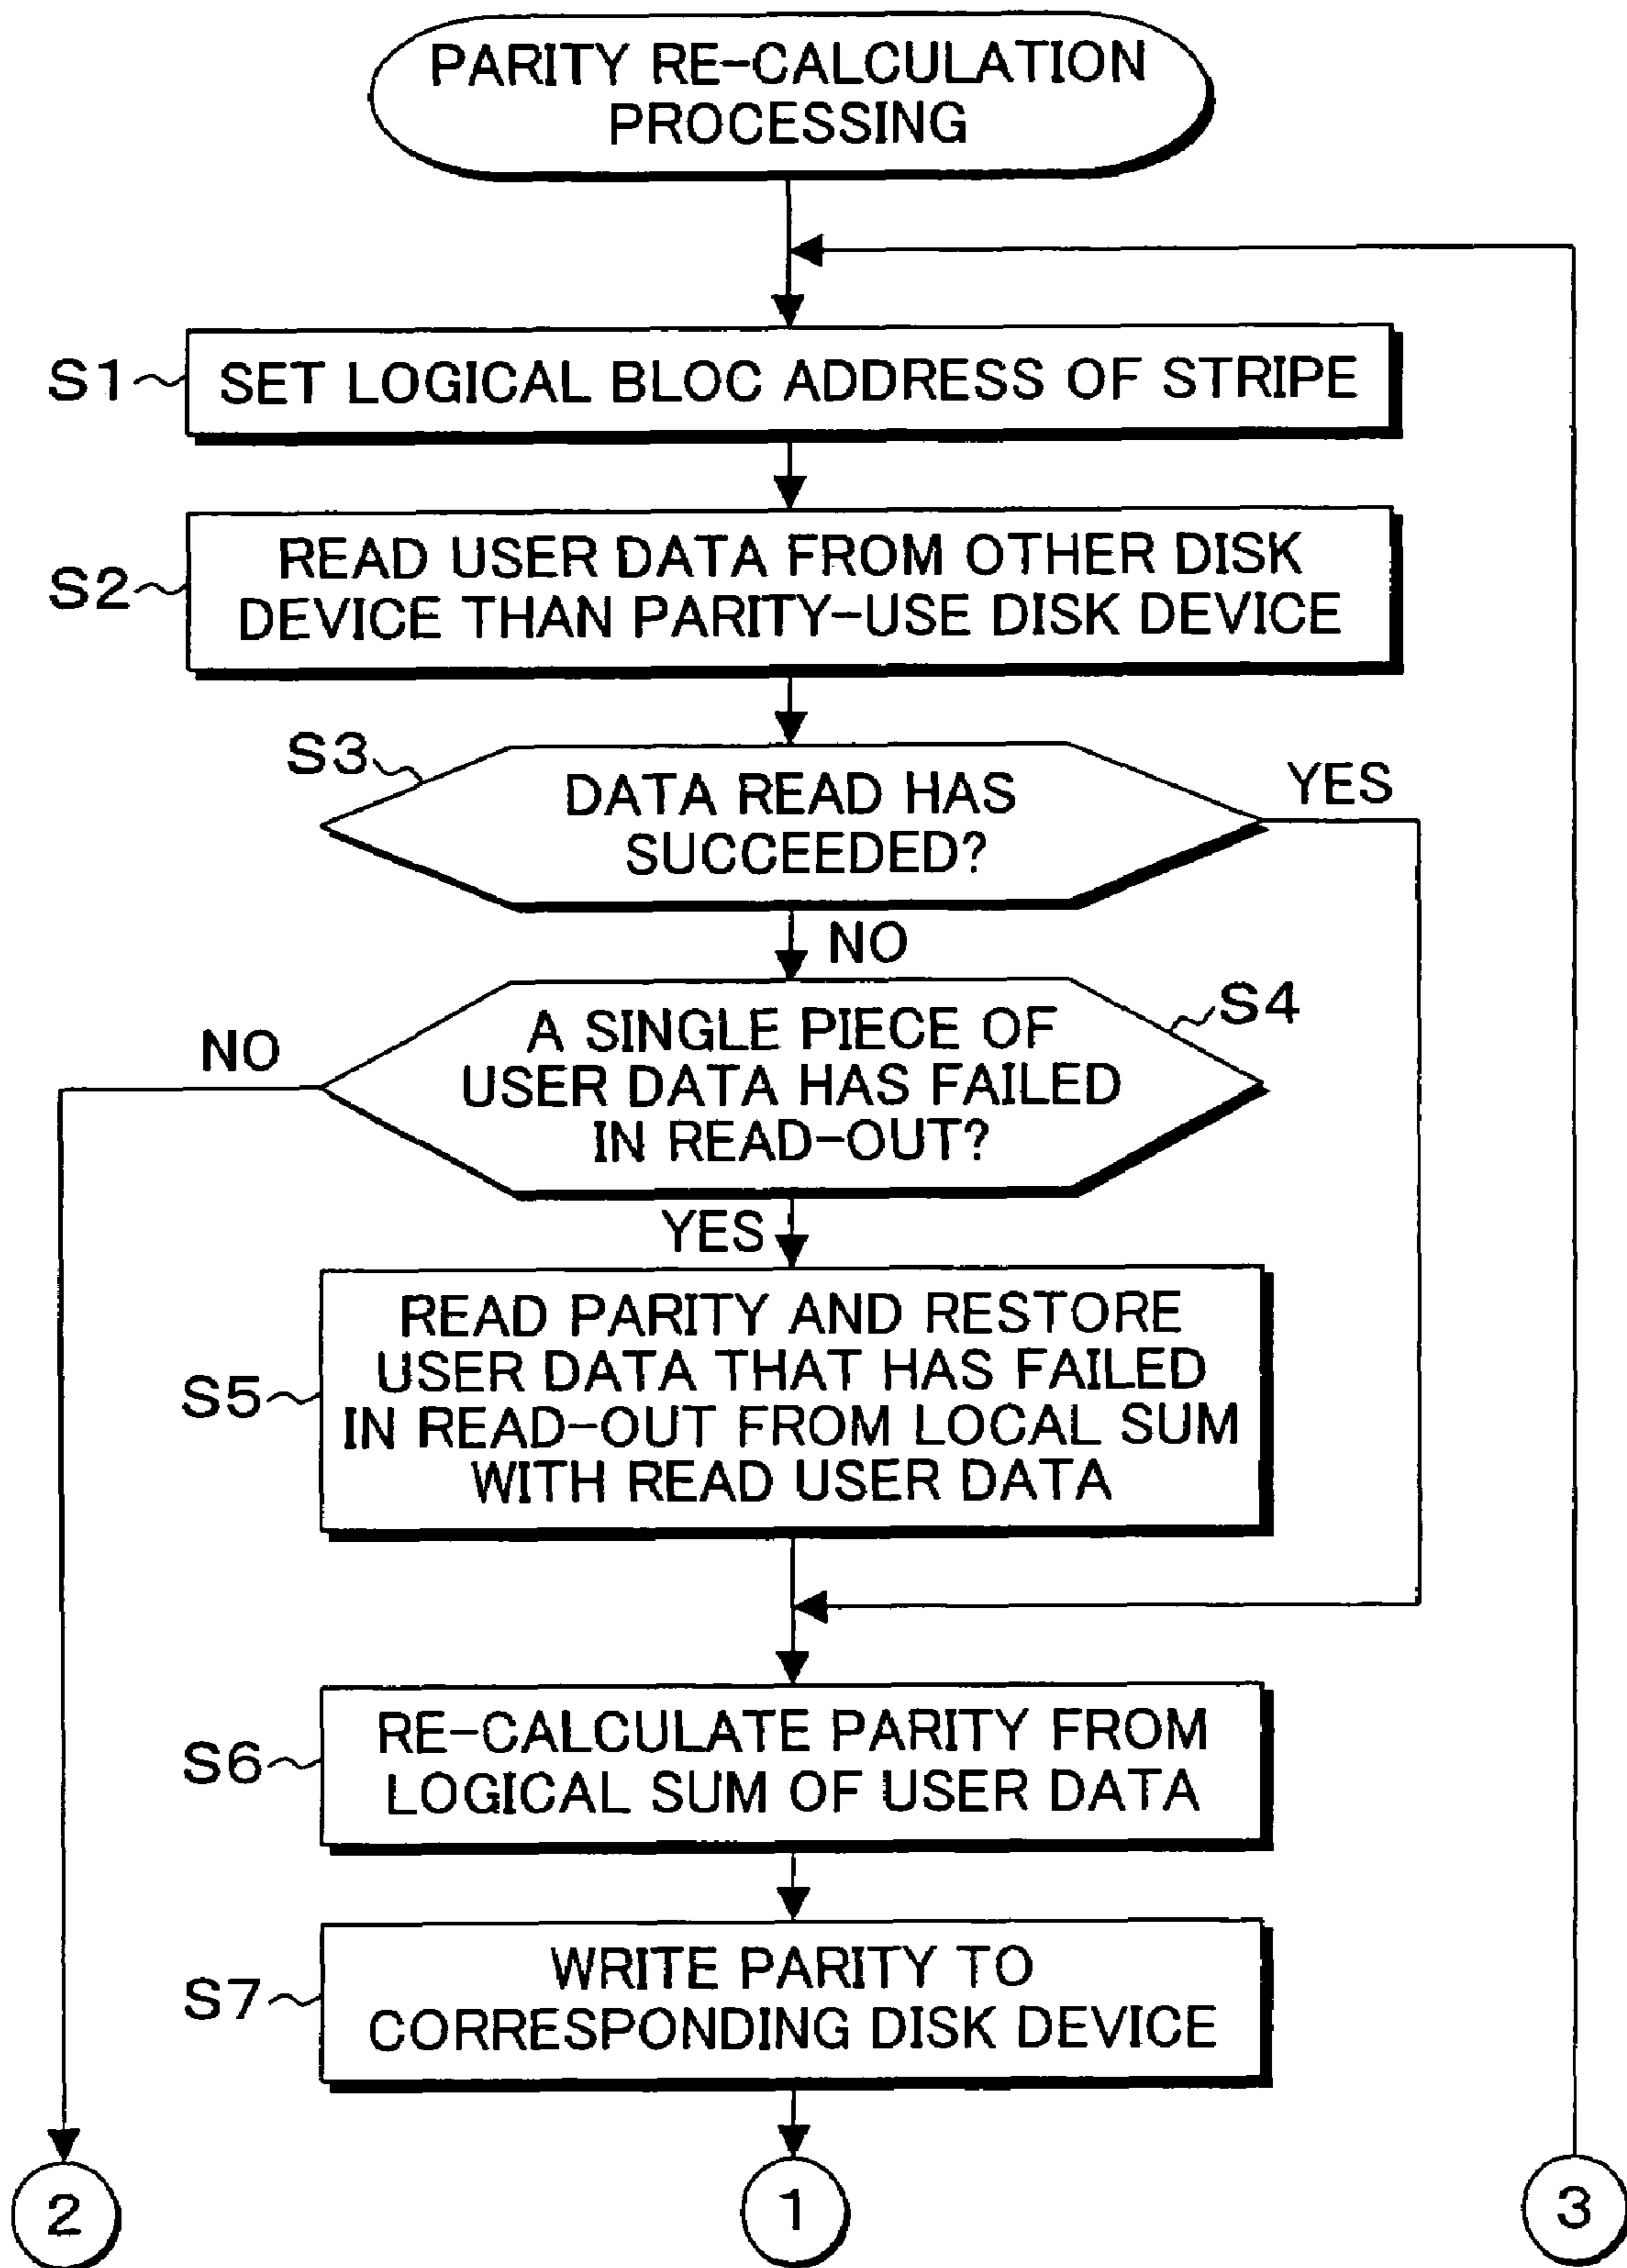 PARITY RE-CALCULATION
PROCESSING
S1
SET LOGICAL BLOC ADDRESS OF STRIPE
S2
READ USER DATA FROM OTHER DISK
DEVICE THAN PARITY-USE DISK DEVICE
S3
DATA READ HAS
SUCCEEDED?
YES
NO
S4
A SINGLE PIECE OF
USER DATA HAS FAILED
IN READ-OUT?
NO
YES
S5
READ PARITY AND RESTORE
USER DATA THAT HAS FAILED
IN READ-OUT FROM LOCAL SUM
WITH READ USER DATA
S6
RE-CALCULATE PARITY FROM
LOGICAL SUM OF USER DATA
S7
WRITE PARITY TO
CORRESPONDING DISK DEVICE
2
1
3